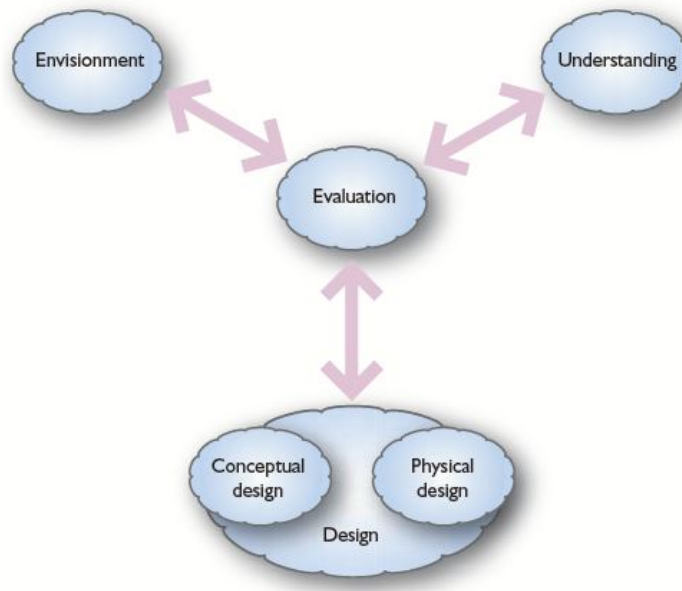 Envisionment
Understanding
Evaluation
Conceptual
design
Physical
design
Design